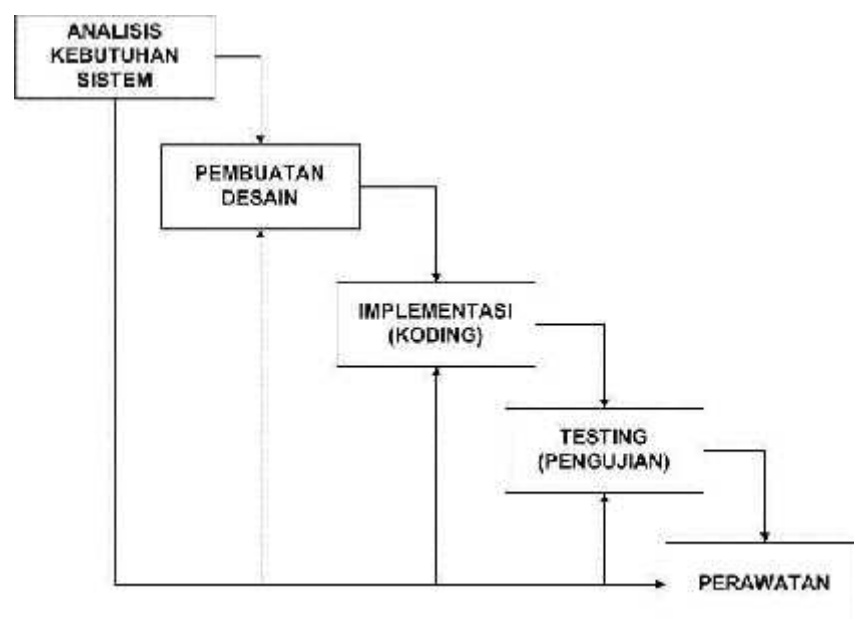 ANALISIS
KEBUTUHAN
SISTEM
PEMBUATAN
DESAIN
IMPLEMENTASI
(KODING)
TESTING
(PENGUJIAN)
PERAWATAN